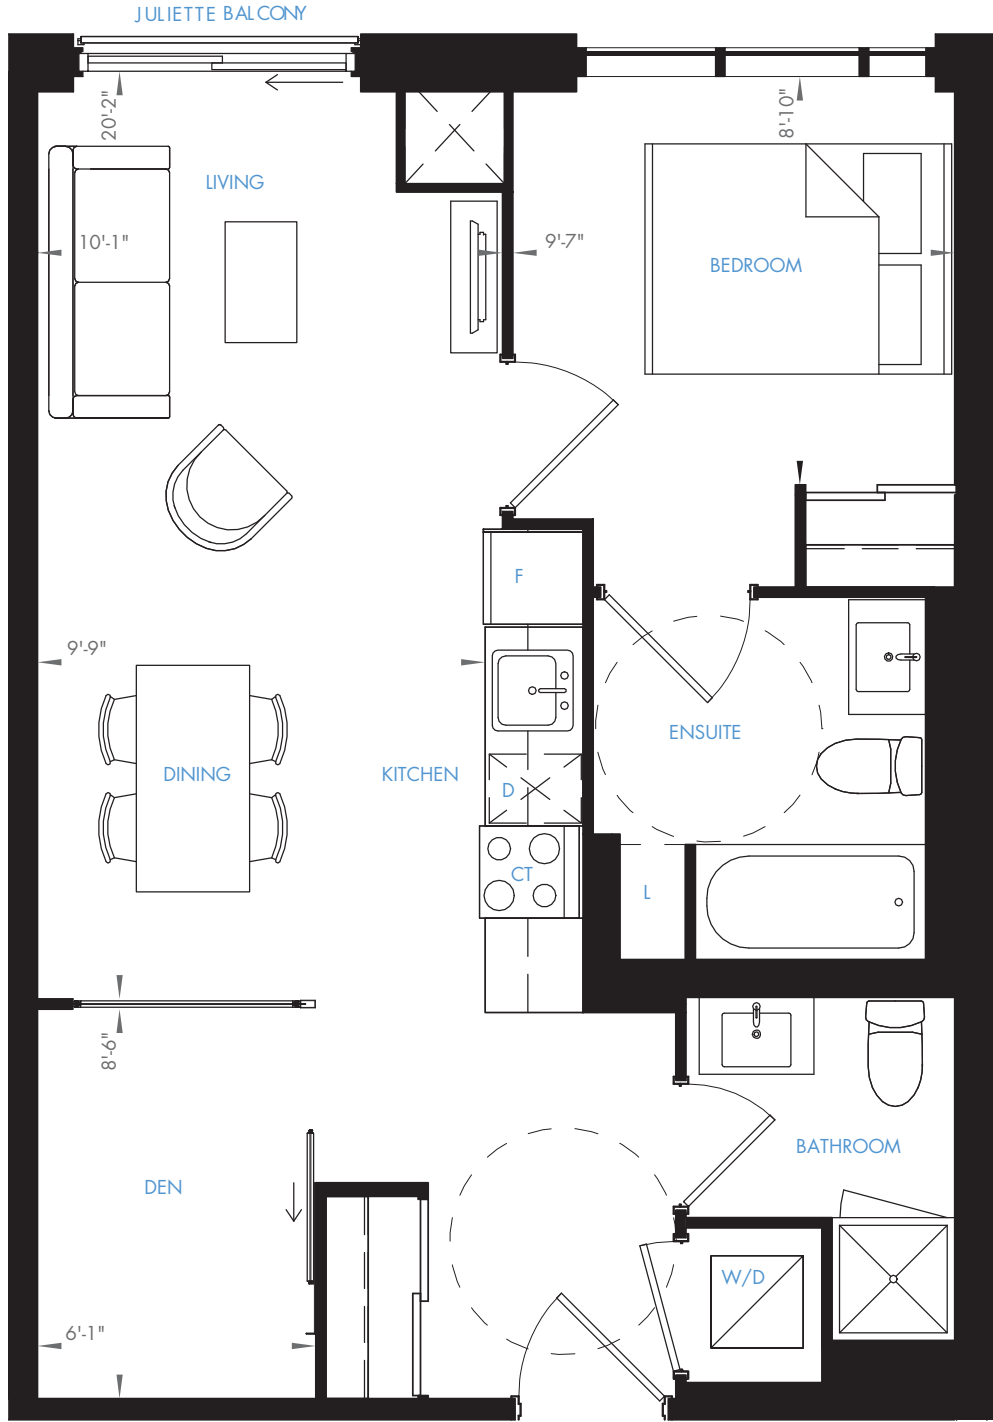 JULIETTE BALCONY
20'-2"
8'-10"
LIVING
10'-1"
9'-7"
BEDROOM
F
9'-9"
ENSUITE
DINING
KITCHEN
D
CT
L
8'-6"
BATHROOM
DEN
W/D
6'-1"